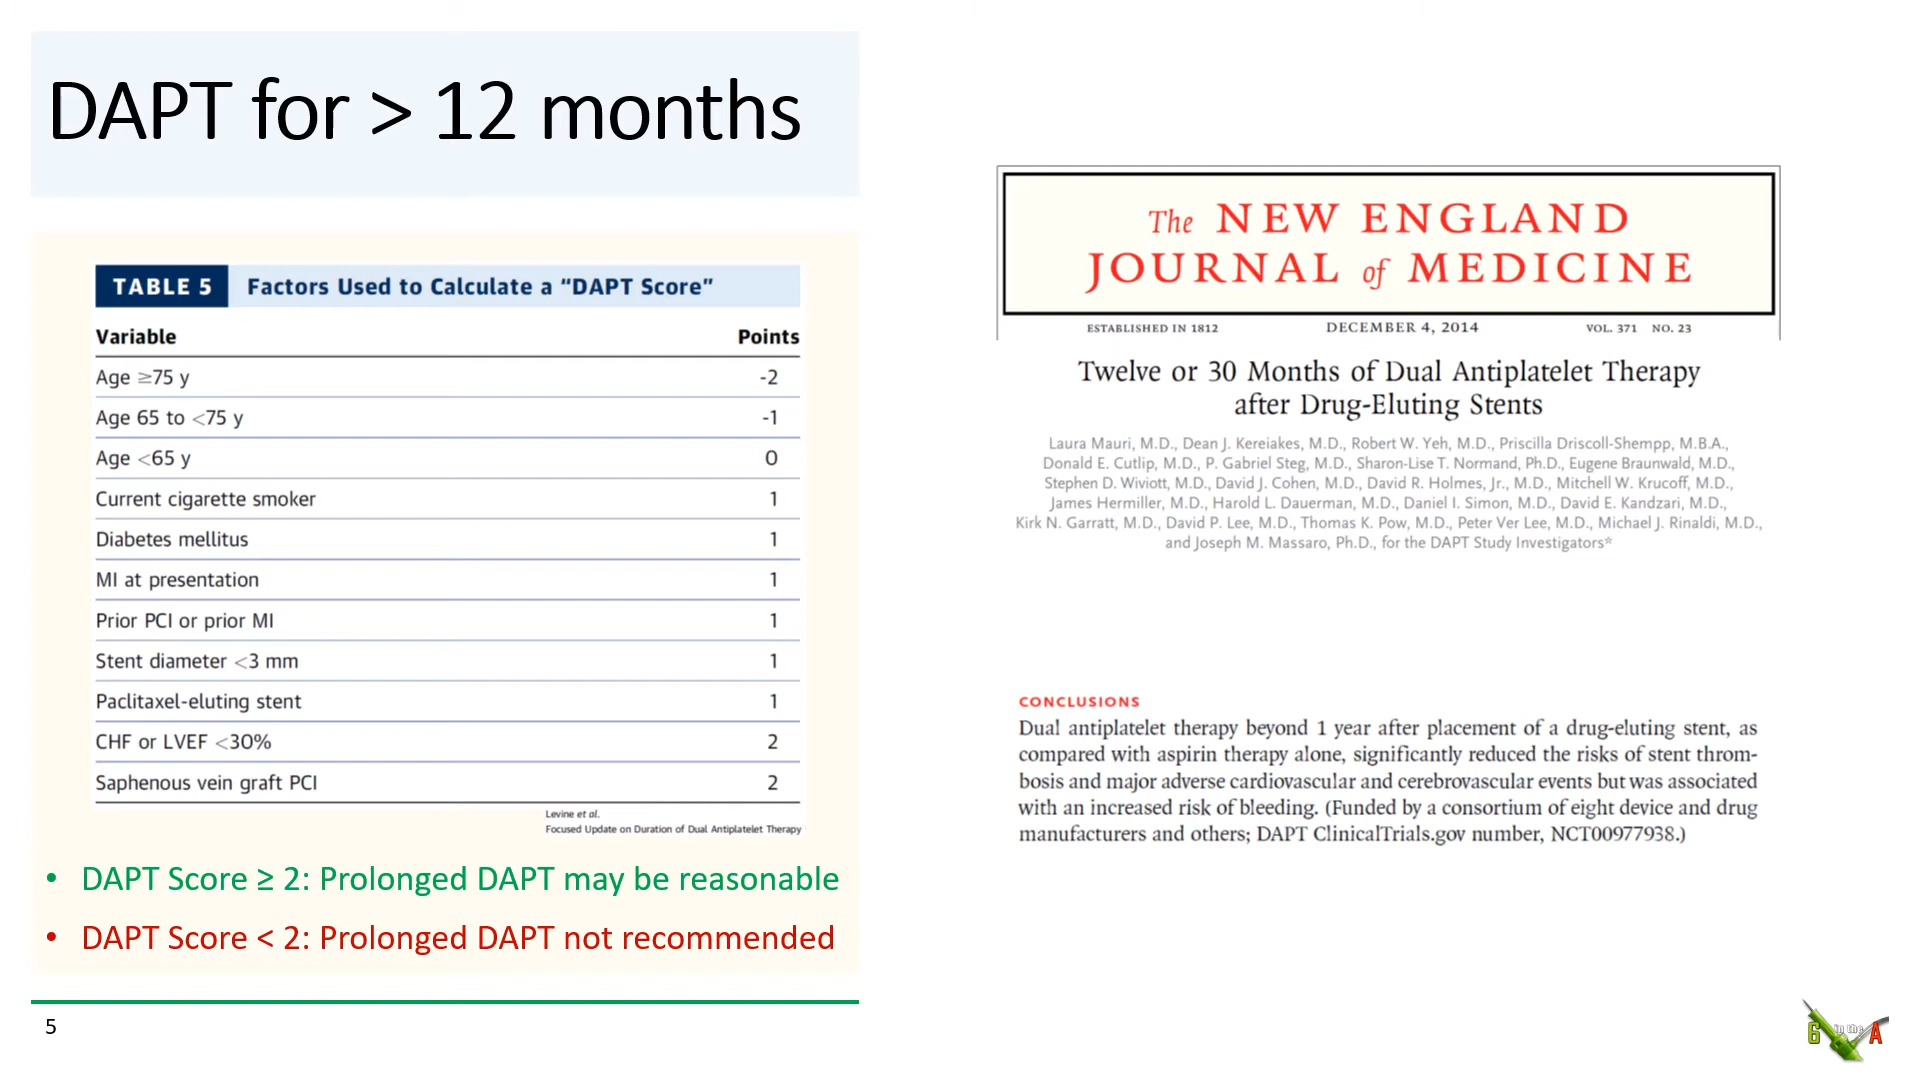 DAPT for > 12 months
TABLE 5 Factors Used to Calculate a “DAPT Score”
Variable Points
Age ≥75 y -2
Age 65 to <75 y -1
Age <65 y 0
Current cigarette smoker 1
Diabetes mellitus 1
MI at presentation 1
Prior PCI or prior MI 1
Stent diameter <3 mm 1
Paclitaxel-eluting stent 1
CHF or LVEF <30% 2
Saphenous vein graft PCI 2
Levine et al.
Focused Update on Duration of Dual Antiplatelet Therapy
• DAPT Score ≥ 2: Prolonged DAPT may be reasonable
• DAPT Score < 2: Prolonged DAPT not recommended
5
The NEW ENGLAND
JOURNAL of MEDICINE
ESTABLISHED IN 1812 DECEMBER 4, 2014 VOL. 371 NO. 23
Twelve or 30 Months of Dual Antiplatelet Therapy
after Drug-Eluting Stents
Laura Mauri, M.D., Dean J. Kereiakes, M.D., Robert W. Yeh, M.D., Priscilla Driscoll-Shempp, M.B.A.,
Donald E. Cutlip, M.D., P. Gabriel Steg, M.D., Sharon-Lise T. Normand, Ph.D., Eugene Braunwald, M.D.,
Stephen D. Wiviott, M.D., David J. Cohen, M.D., David R. Holmes, Jr., M.D., Mitchell W. Krucoff, M.D.,
James Hermiller, M.D., Harold L. Dauerman, M.D., Daniel I. Simon, M.D., David E. Kandzari, M.D.,
Kirk N. Garratt, M.D., David P. Lee, M.D., Thomas K. Pow, M.D., Peter Ver Lee, M.D., Michael J. Rinaldi, M.D.,
and Joseph M. Massaro, Ph.D., for the DAPT Study Investigators*
CONCLUSIONS
Dual antiplatelet therapy beyond 1 year after placement of a drug-eluting stent, as
compared with aspirin therapy alone, significantly reduced the risks of stent throm-
bosis and major adverse cardiovascular and cerebrovascular events but was associated
with an increased risk of bleeding. (Funded by a consortium of eight device and drug
manufacturers and others; DAPT ClinicalTrials.gov number, NCT00977938.)
6 in the A